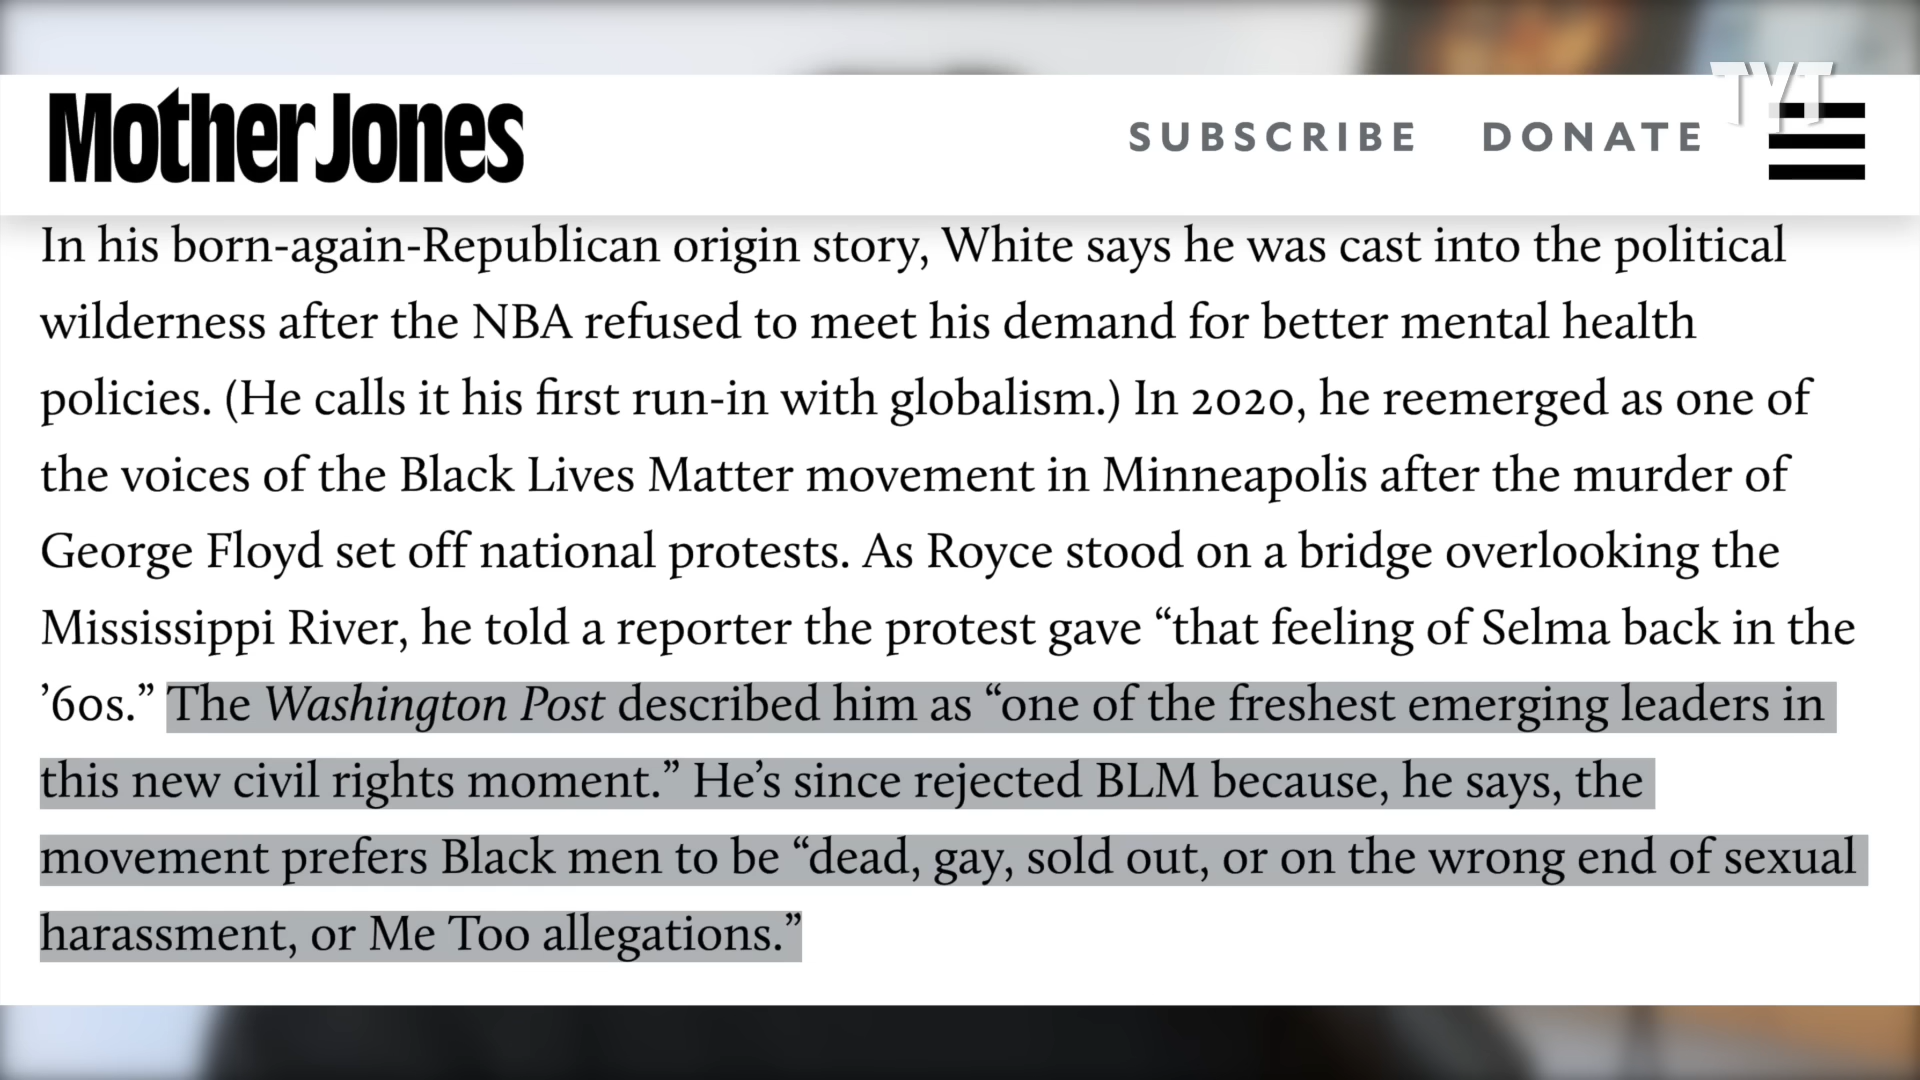 TYT
Mother Jones
SUBSCRIBE DONATE
In his born-again-Republican origin story, White says he was cast into the political
wilderness after the NBA refused to meet his demand for better mental health
policies. (He calls it his first run-in with globalism.) In 2020, he reemerged as one of
the voices of the Black Lives Matter movement in Minneapolis after the murder of
George Floyd set off national protests. As Royce stood on a bridge overlooking the
Mississippi River, he told a reporter the protest gave “that feeling of Selma back in the
’60s.” The Washington Post described him as “one of the freshest emerging leaders in
this new civil rights moment.” He’s since rejected BLM because, he says, the
movement prefers Black men to be “dead, gay, sold out, or on the wrong end of sexual
harassment, or Me Too allegations.”